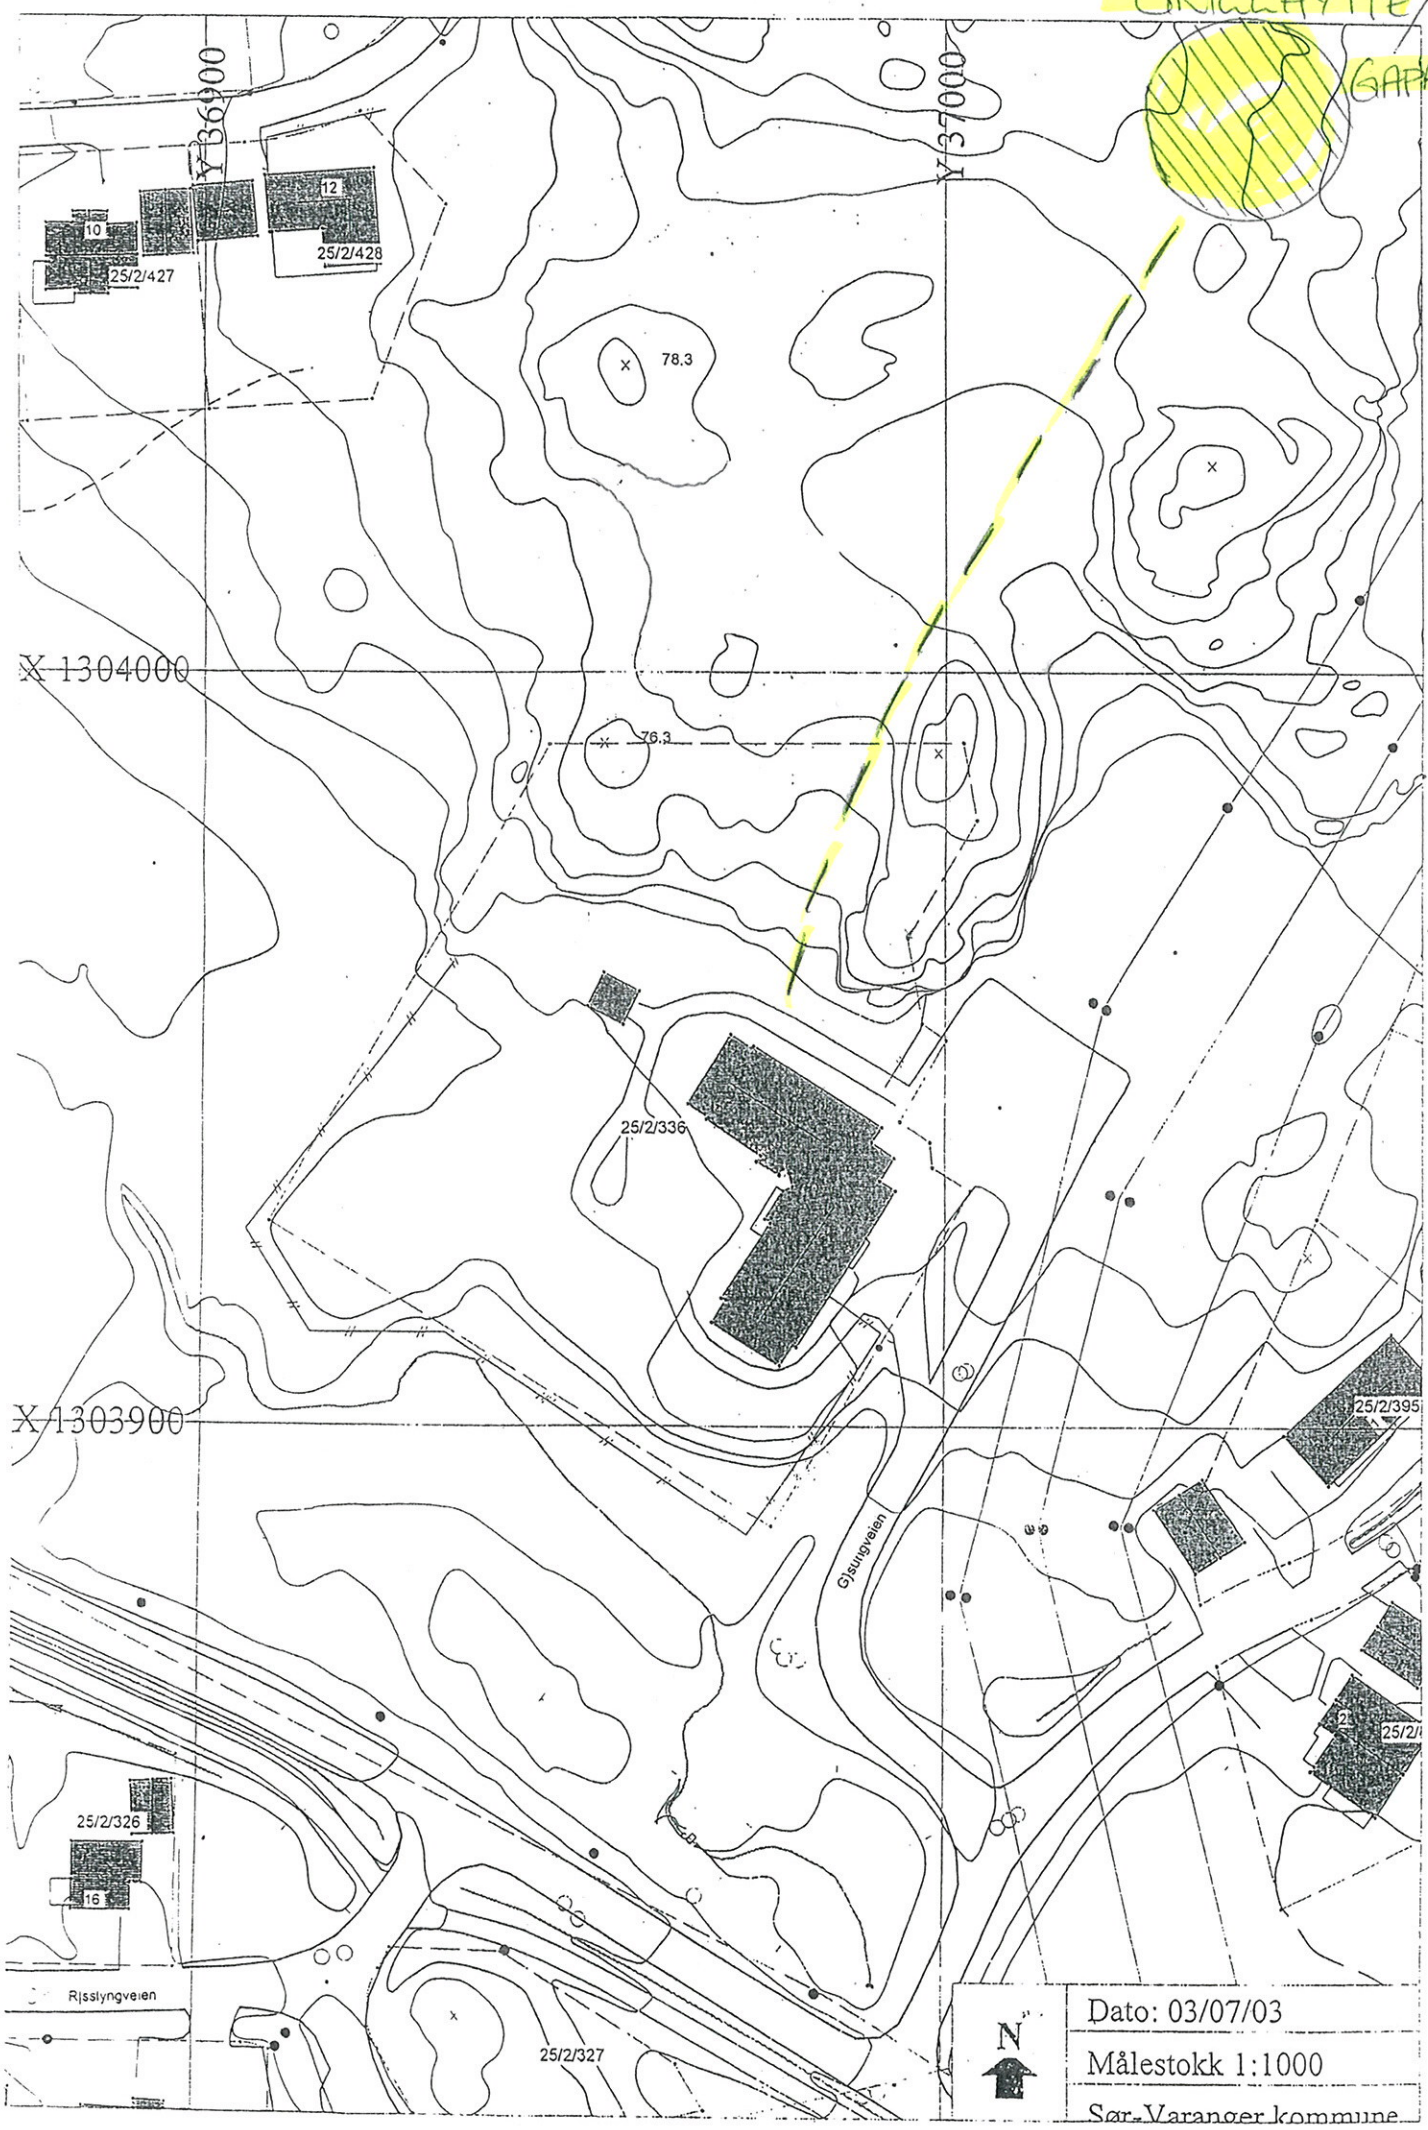 GRILLHYTTE/
Y 36900
Y 37000
12
10
25/2/428
25/2/427
78.3
X 1304000
76.3
25/2/336
25/2/395
X 1303900
25/2/326
16
Dato: 03/07/03
N
Målestokk 1:1000
25/2/327
Sør-Varanger kommune